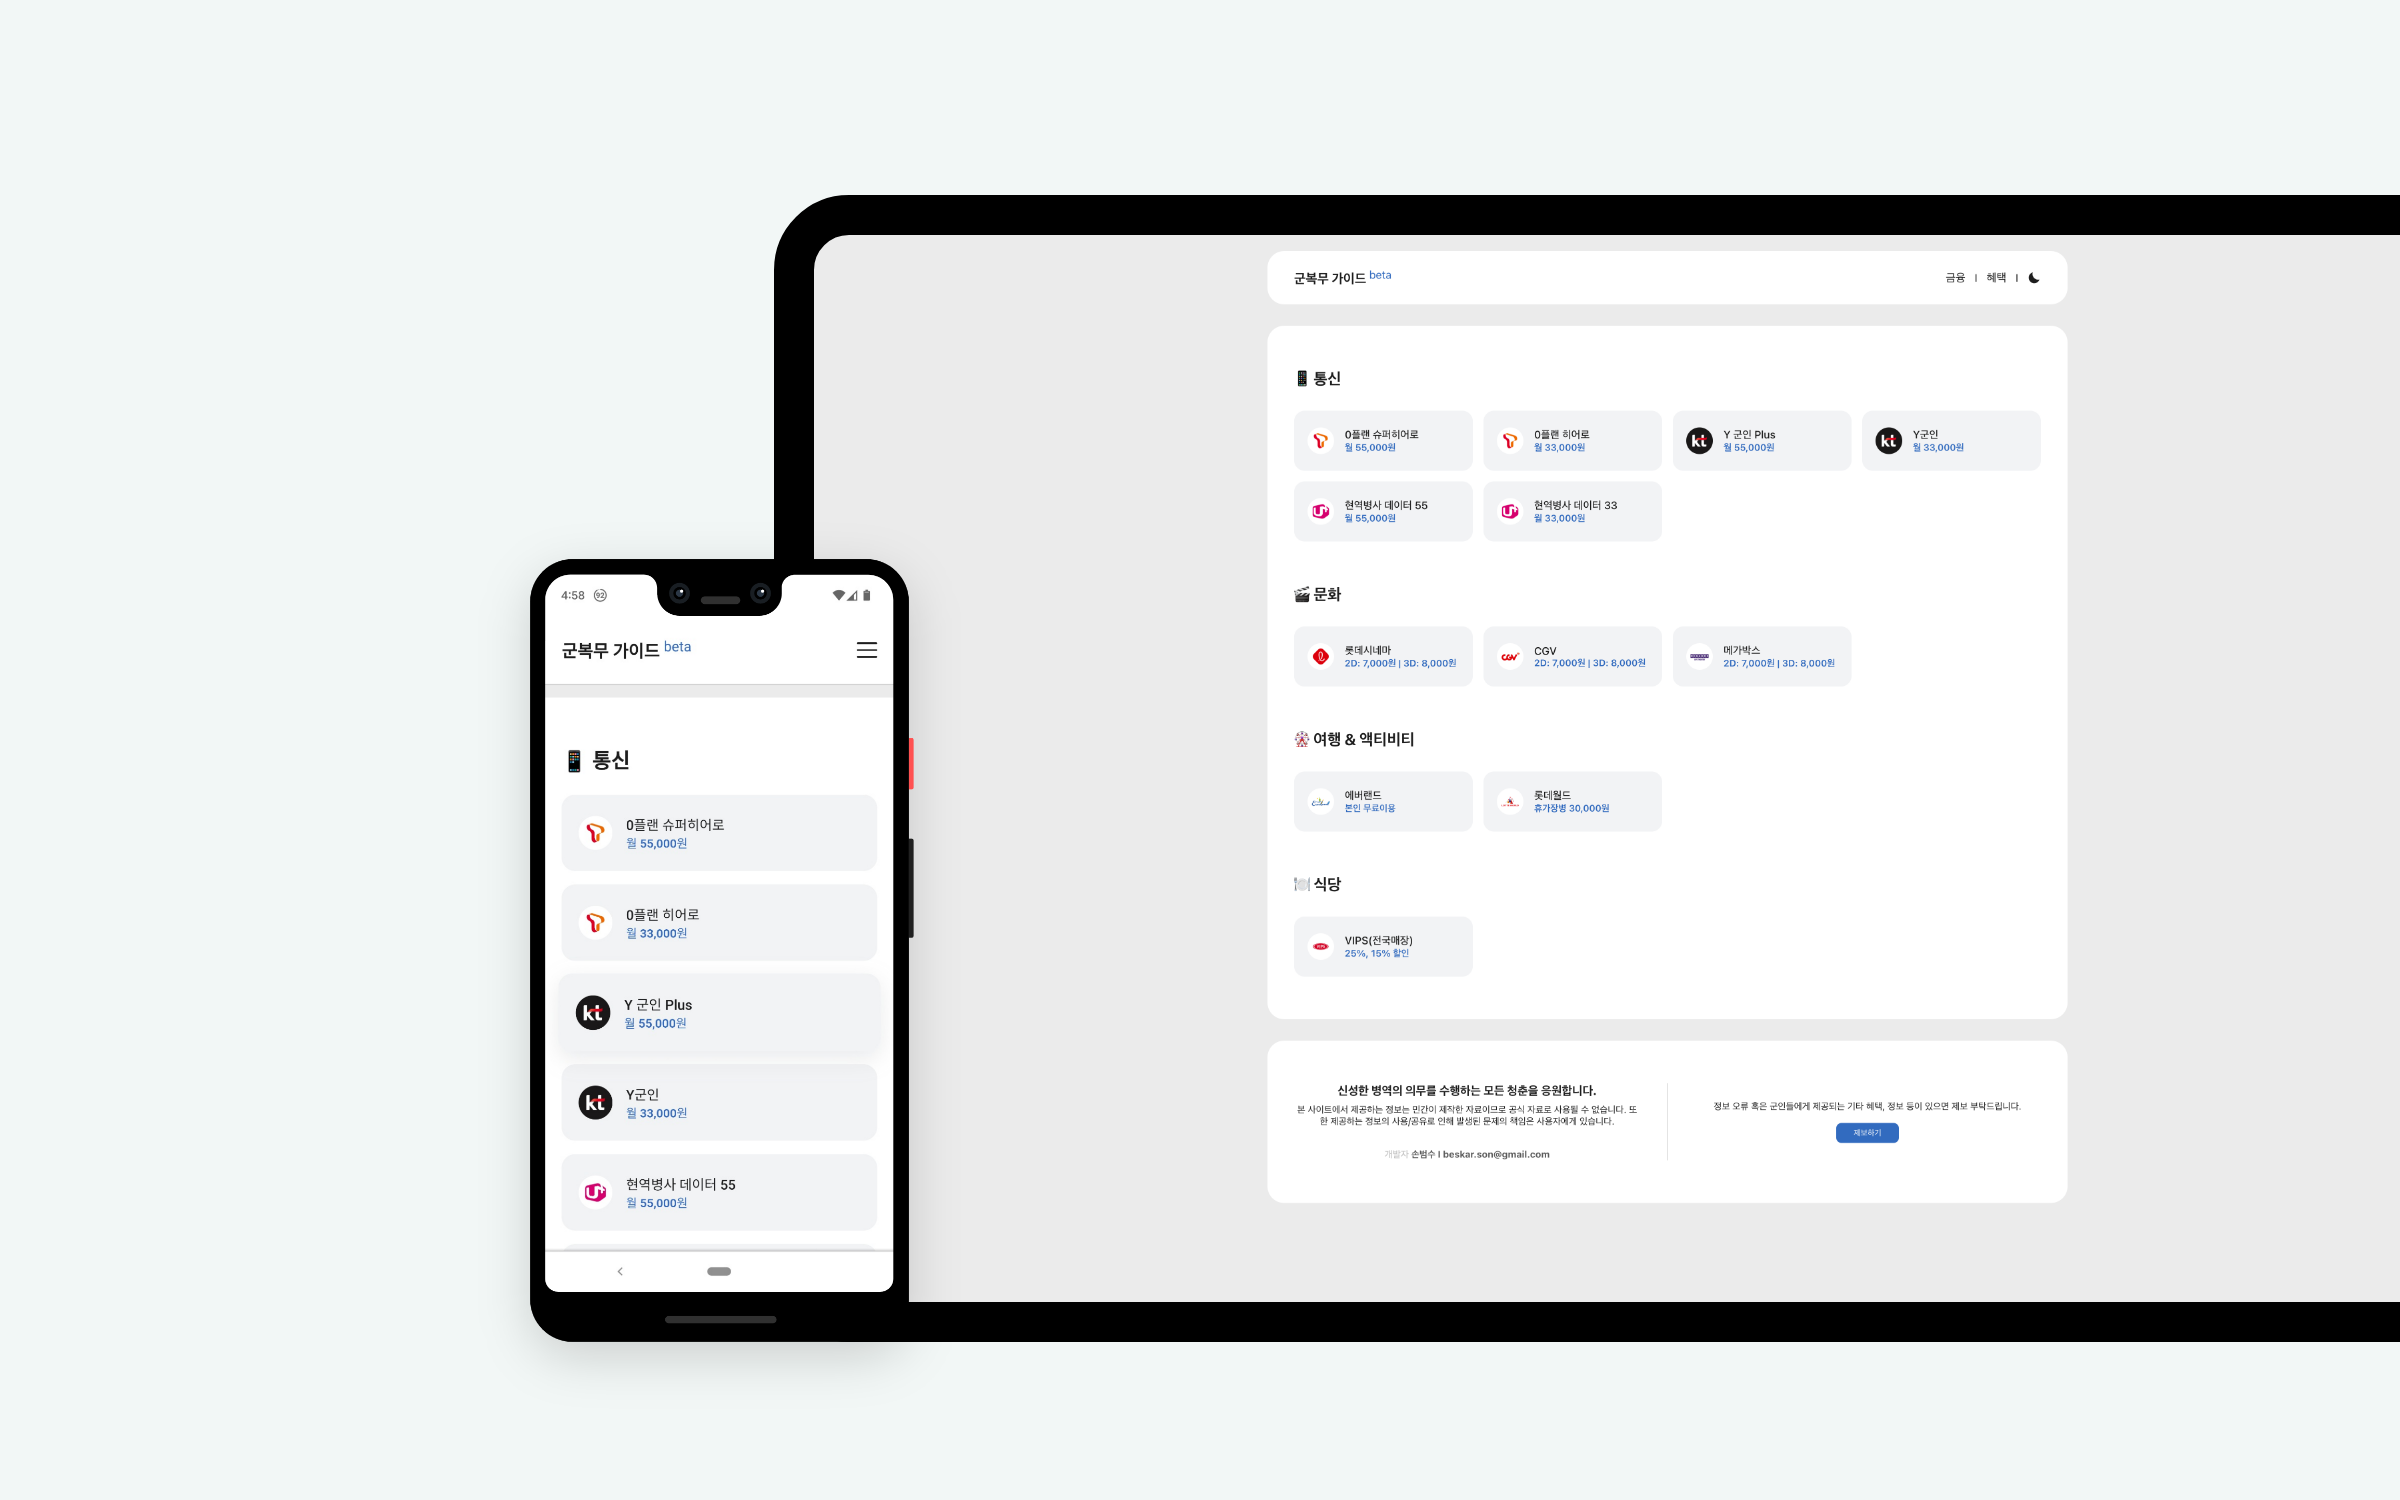 군복무 가이드 beta
금융 | 혜택 |
통신
0플랜 슈퍼히어로
월 55,000원
0플랜 히어로
월 33,000원
kt
Y 군인 Plus
월 55,000원
kt
Y군인
월 33,000원
U+
현역병사 데이터 55
월 55,000원
U+
현역병사 데이터 33
월 33,000원
문화
롯데시네마
2D: 7,000원 | 3D: 8,000원
CGV
CGV
2D: 7,000원 | 3D: 8,000원
메가박스
2D: 7,000원 | 3D: 8,000원
여행 & 액티비티
에버랜드
본인 무료이용
롯데월드
휴가장병 30,000원
식당
VIPS
VIPS(전국매장)
25%, 15% 할인
신성한 병역의 의무를 수행하는 모든 청춘을 응원합니다.
본 사이트에서 제공하는 정보는 민간이 제작한 자료이므로 공식 자료로 사용될 수 없습니다. 또
한 제공하는 정보의 사용/공유로 인해 발생된 문제의 책임은 사용자에게 있습니다.
개발자 손범수 I beskar.son@gmail.com
정보 오류 혹은 군인들에게 제공되는 기타 혜택, 정보 등이 있으면 제보 부탁드립니다.
제보하기
4:58 92
군복무 가이드 beta
통신
0플랜 슈퍼히어로
월 55,000원
0플랜 히어로
월 33,000원
kt
Y 군인 Plus
월 55,000원
kt
Y군인
월 33,000원
U+
현역병사 데이터 55
월 55,000원